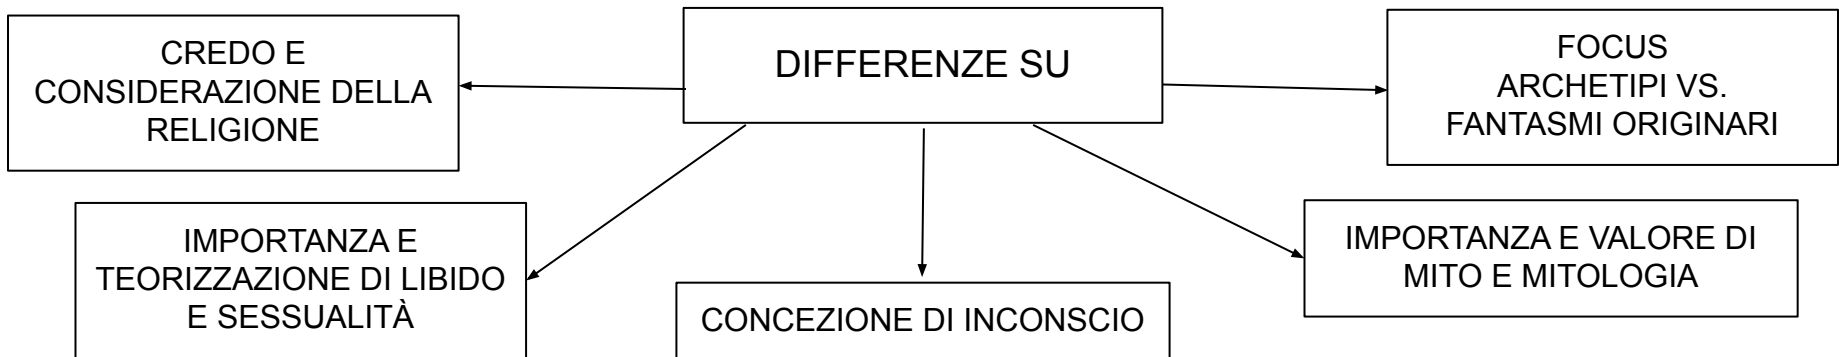 DIFFERENZE SU
CREDO E
CONSIDERAZIONE DELLA
RELIGIONE
FOCUS
ARCHETIPI VS.
FANTASMI ORIGINARI
IMPORTANZA E
TEORIZZAZIONE DI LIBIDO
E SESSUALITÀ
CONCEZIONE DI INCONSCIO
IMPORTANZA E VALORE DI
MITO E MITOLOGIA